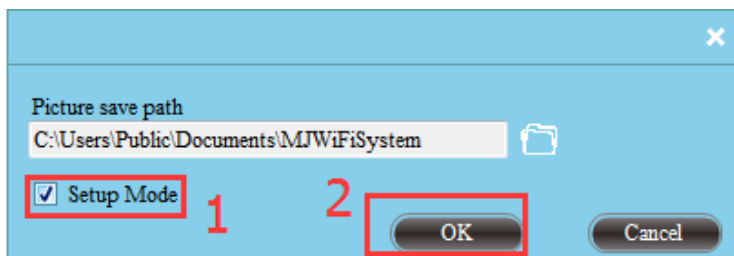 Picture save path
C:\Users\Public\Documents\MJWiFiSystem
Setup Mode
1
2
OK
Cancel